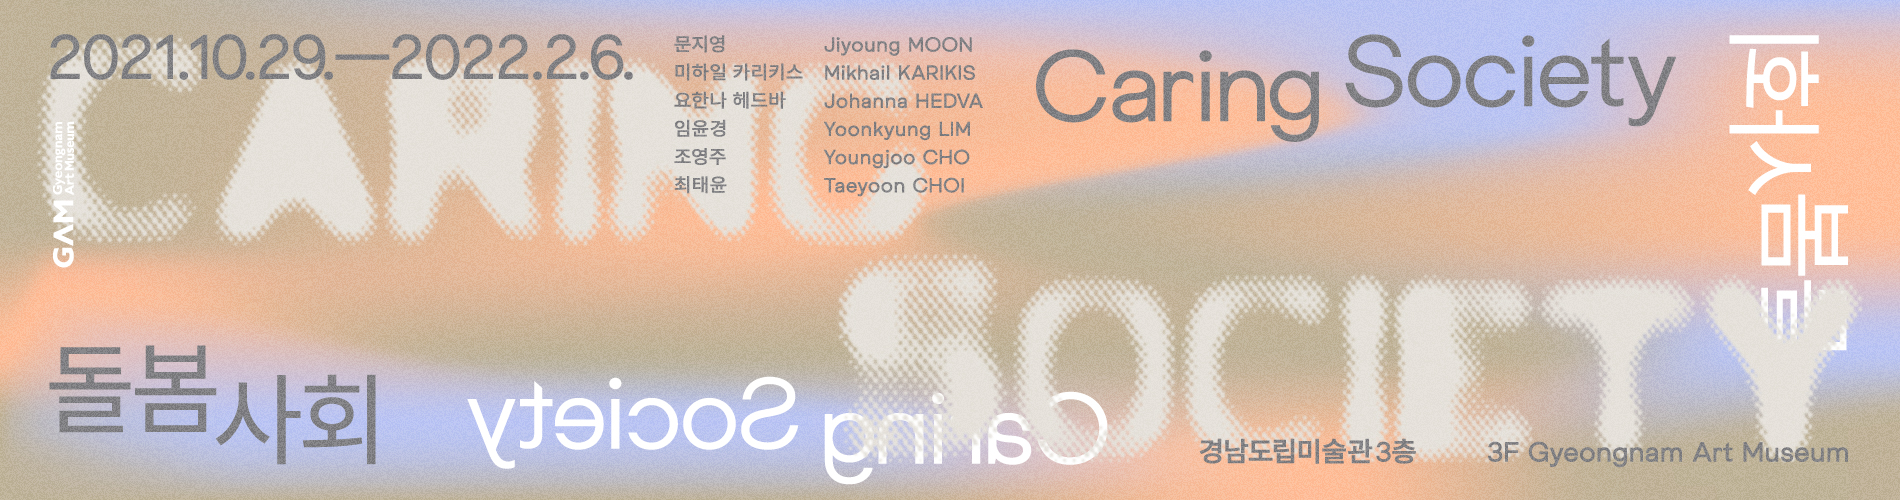 2021.10.29.—2022.2.6.
문지영 Jiyoung MOON
미하일 카리키스 Mikhail KARIKIS
요한나 헤드바 Johanna HEDVA
임윤경 Yoonkyung LIM
조영주 Youngjoo CHO
최태윤 Taeyoon CHOI
Caring Society
돌봄사회
GAM Gyeongnam
Art Museum
CARING
SOCIETY
돌봄사회
Caring Society
경남도립미술관 3층
3F Gyeongnam Art Museum